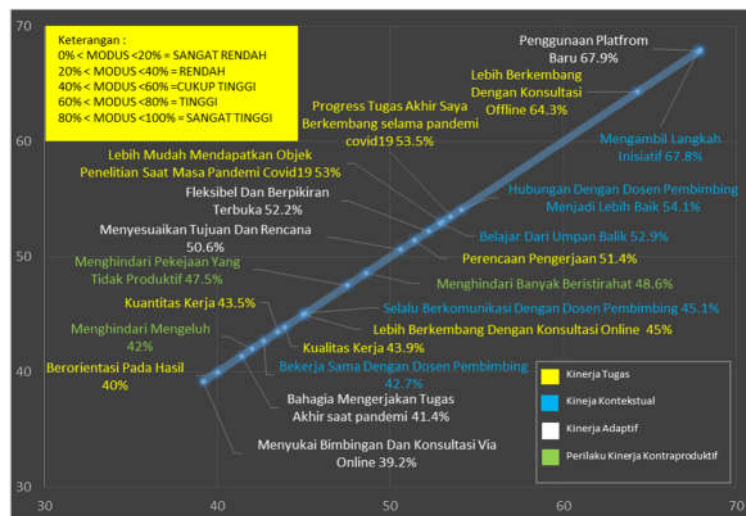 70
60
50
40
30
Keterangan :
0% < MODUS <20% = SANGAT RENDAH
20% < MODUS <40% = RENDAH
40% < MODUS <60% =CUKUP TINGGI
60% < MODUS <80% = TINGGI
80% < MODUS <100% = SANGAT TINGGI
Penggunaan Platfrom
Baru 67.9%
Lebih Berkembang
Dengan Konsultasi
Offline 64.3%
Progress Tugas Akhir Saya
Berkembang selama pandemi
covid19 53.5%
Mengambil Langkah
Inisiatif 67.8%
Lebih Mudah Mendapatkan Objek
Penelitian Saat Masa Pandemi Covid19 53%
Hubungan Dengan Dosen Pembimbing
Menjadi Lebih Baik 54.1%
Fleksibel Dan Berpikiran
Terbuka 52.2%
Menyesuaikan Tujuan Dan Rencana
50.6%
Belajar Dari Umpan Balik 52.9%
Perencaan Pengerjaan 51.4%
Menghindari Pekejaan Yang
Tidak Produktif 47.5%
Menghindari Banyak Beristirahat 48.6%
Kuantitas Kerja 43.5%
Selalu Berkomunikasi Dengan Dosen Pembimbing 45.1%
Menghindari Mengeluh
42%
Lebih Berkembang Dengan Konsultasi Online 45%
Kualitas Kerja 43.9%
Berorientasi Pada Hasil
40%
Bekerja Sama Dengan Dosen Pembimbing
42.7%
Bahagia Mengerjakan Tugas
Akhir saat pandemi 41.4%
Menyukai Bimbingan Dan Konsultasi Via
Online 39.2%
Kinerja Tugas
Kineja Kontekstual
Kinerja Adaptif
Perilaku Kinerja Kontraproduktif
30
40
50
60
70